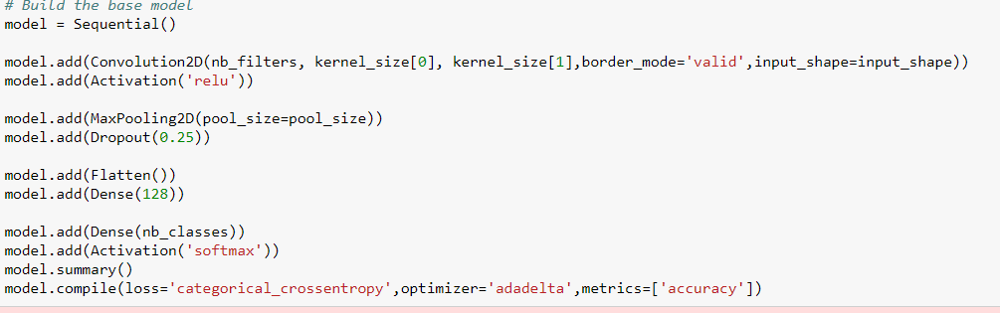 # Build the base model
model = Sequential()
model.add(Convolution2D(nb_filters, kernel_size[0], kernel_size[1],border_mode='valid',input_shape=input_shape))
model.add(Activation('relu'))
model.add(MaxPooling2D(pool_size=pool_size))
model.add(Dropout(0.25))
model.add(Flatten())
model.add(Dense(128))
model.add(Dense(nb_classes))
model.add(Activation('softmax'))
model.summary()
model.compile(loss='categorical_crossentropy',optimizer='adadelta',metrics=['accuracy'])